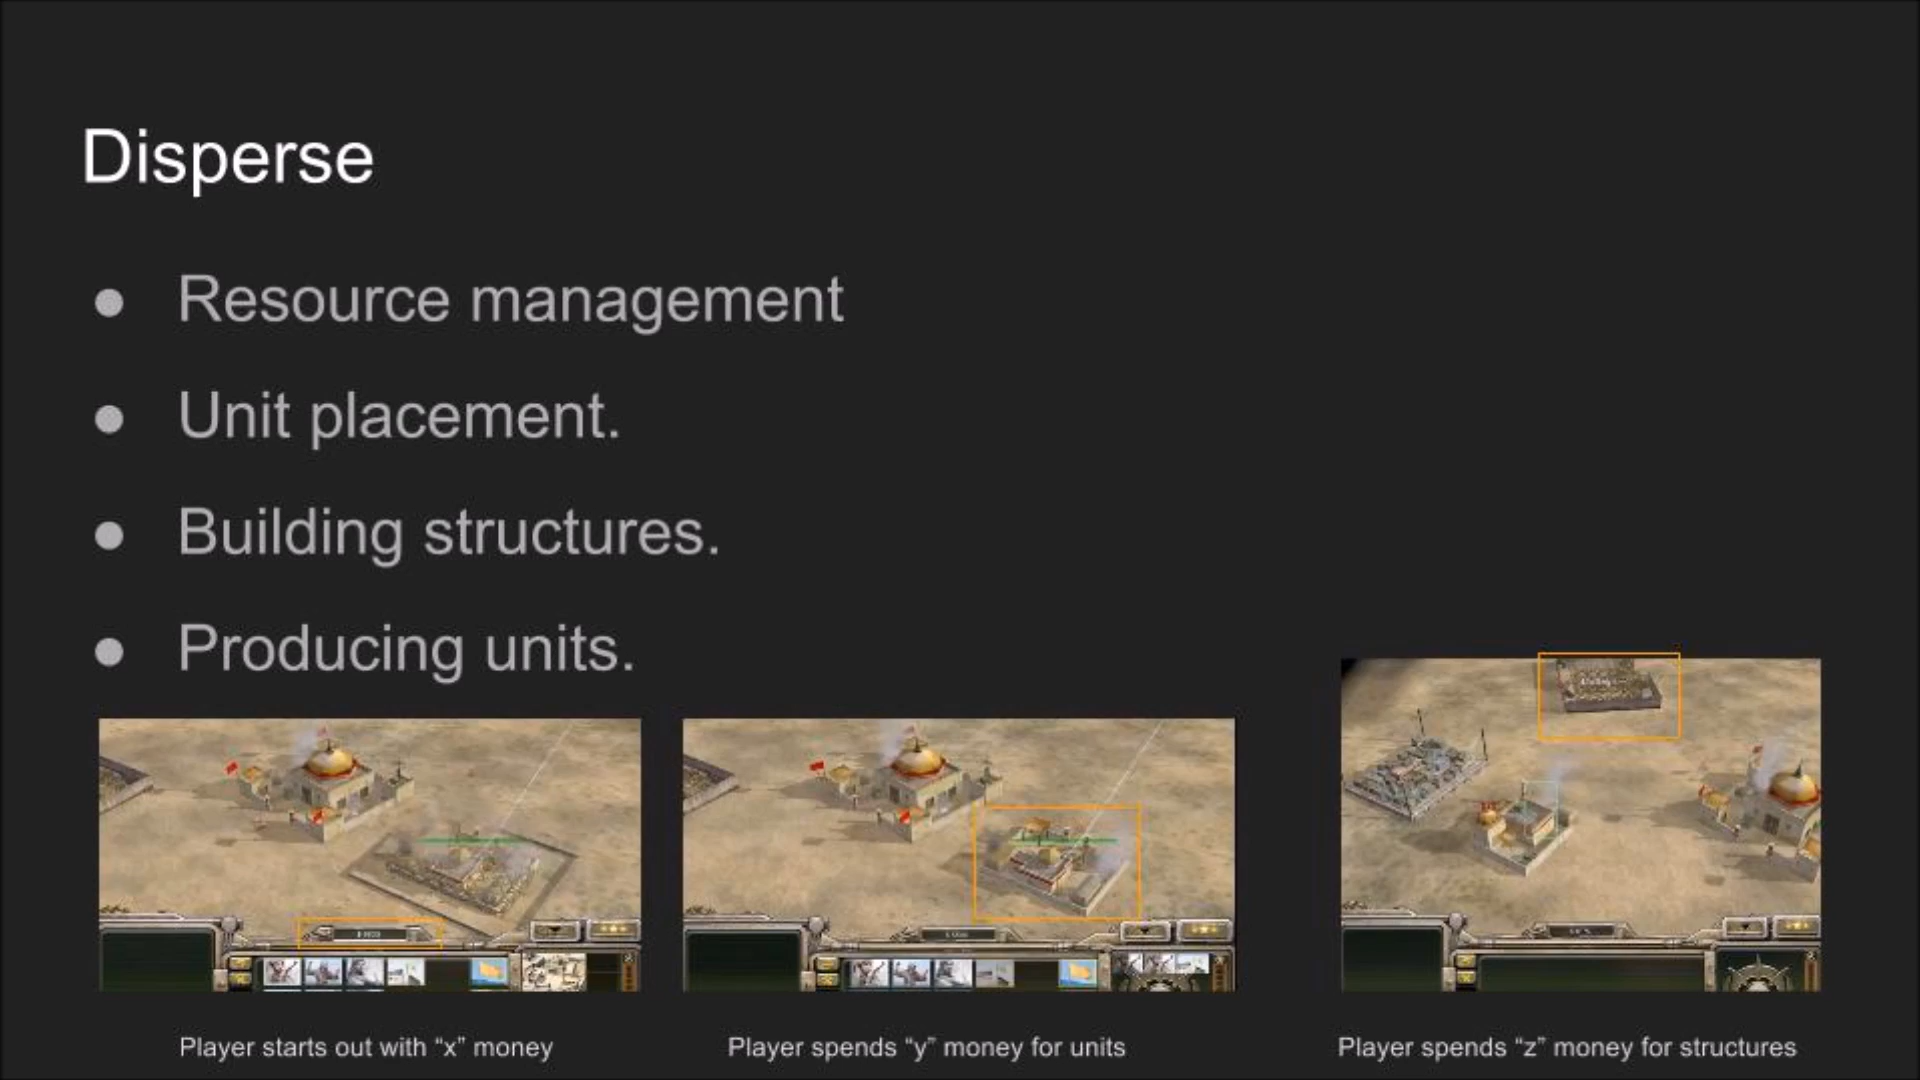 Disperse
● Resource management
● Unit placement.
● Building structures.
● Producing units.
Player starts out with “x” money
Player spends “y” money for units
Player spends “z” money for structures